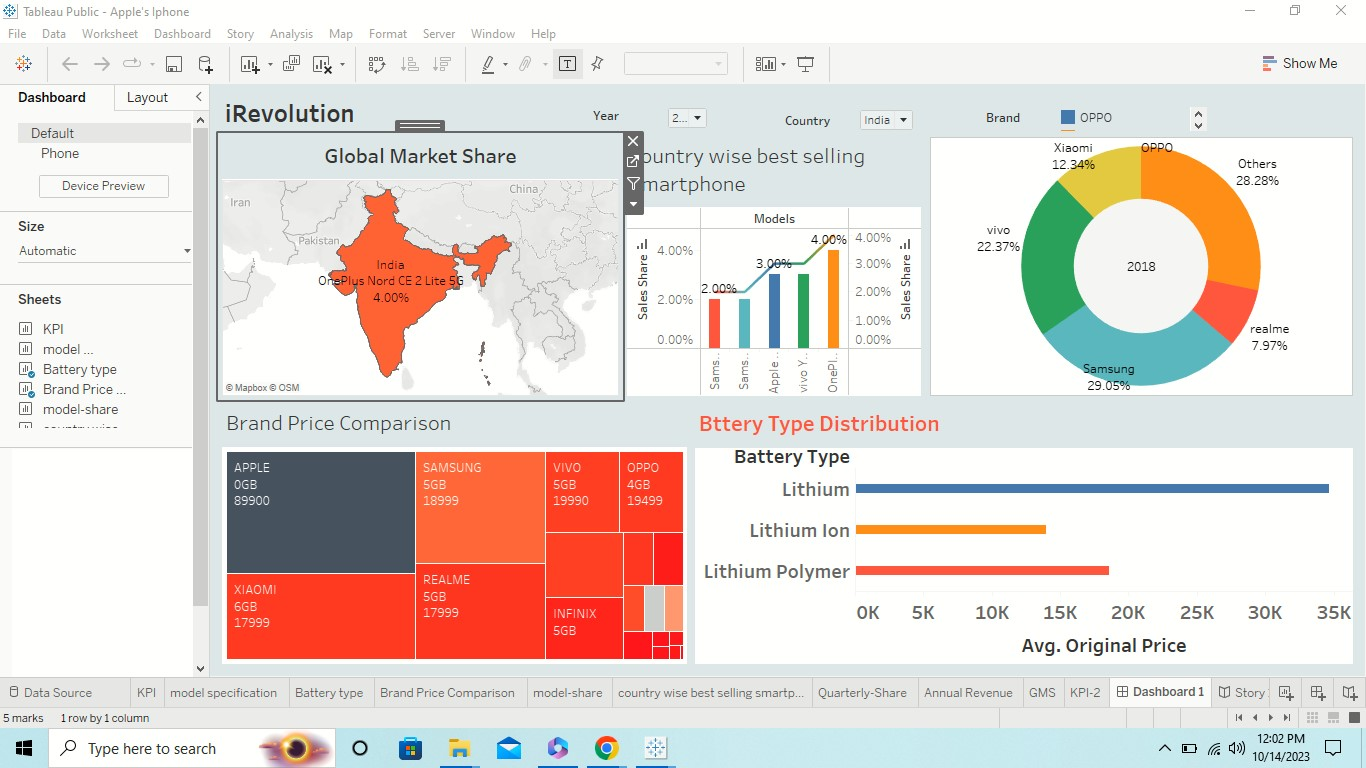 Tableau Public - Apple's Iphone
File Data Worksheet Dashboard Story Analysis Map Format Server Window Help
Show Me
Dashboard Layout
Default
Phone
Device Preview
Size
Automatic
Sheets
KPI
model ...
Battery type
Brand Price ...
model-share
iRevolution
Year
2...
Country
India
Brand
OPPO
Global Market Share
Iran
China
Pakistan
India
OnePlus Nord CE 2 Lite 5G
4.00%
© Mapbox © OSM
ountry wise best selling
martphone
Models
Sales Share
4.00%
2.00%
0.00%
2.00%
3.00%
4.00%
4.00%
3.00%
2.00%
1.00%
0.00%
Sales Share
Sams..
Sams..
Apple ..
vivo Y..
OnePl..
Xiaomi
12.34%
OPPO
Others
28.28%
vivo
22.37%
2018
realme
7.97%
Samsung
29.05%
Brand Price Comparison
APPLE
0GB
89900
SAMSUNG
5GB
18999
VIVO
5GB
19990
OPPO
4GB
19499
XIAOMI
6GB
17999
REALME
5GB
17999
INFINIX
5GB
Bttery Type Distribution
Battery Type
Lithium
Lithium Ion
Lithium Polymer
0K 5K 10K 15K 20K 25K 30K 35K
Avg. Original Price
Data Source KPI model specification Battery type Brand Price Comparison model-share country wise best selling smartp... Quarterly-Share Annual Revenue GMS KPI-2 Dashboard 1 Story
5 marks 1 row by 1 column
Type here to search
12:02 PM
10/14/2023